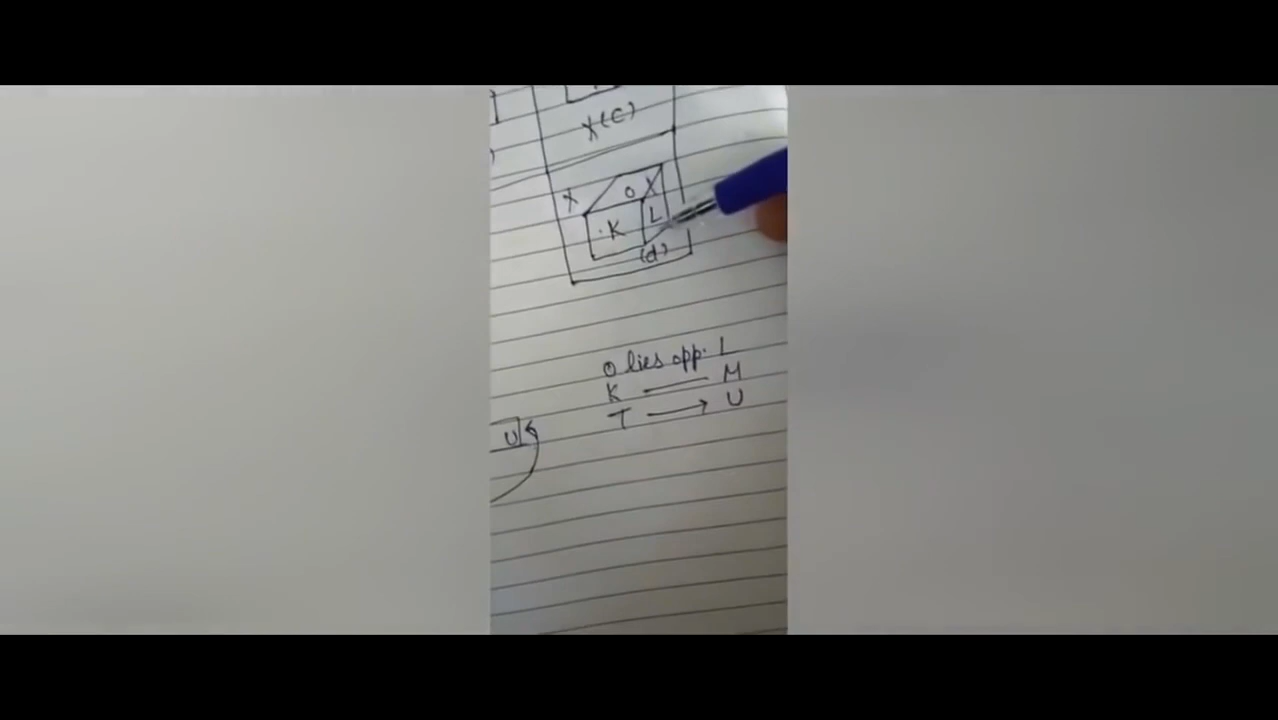 X (C)
X O X
K L
(d)
O lies opp. L
K — M
T → U
U